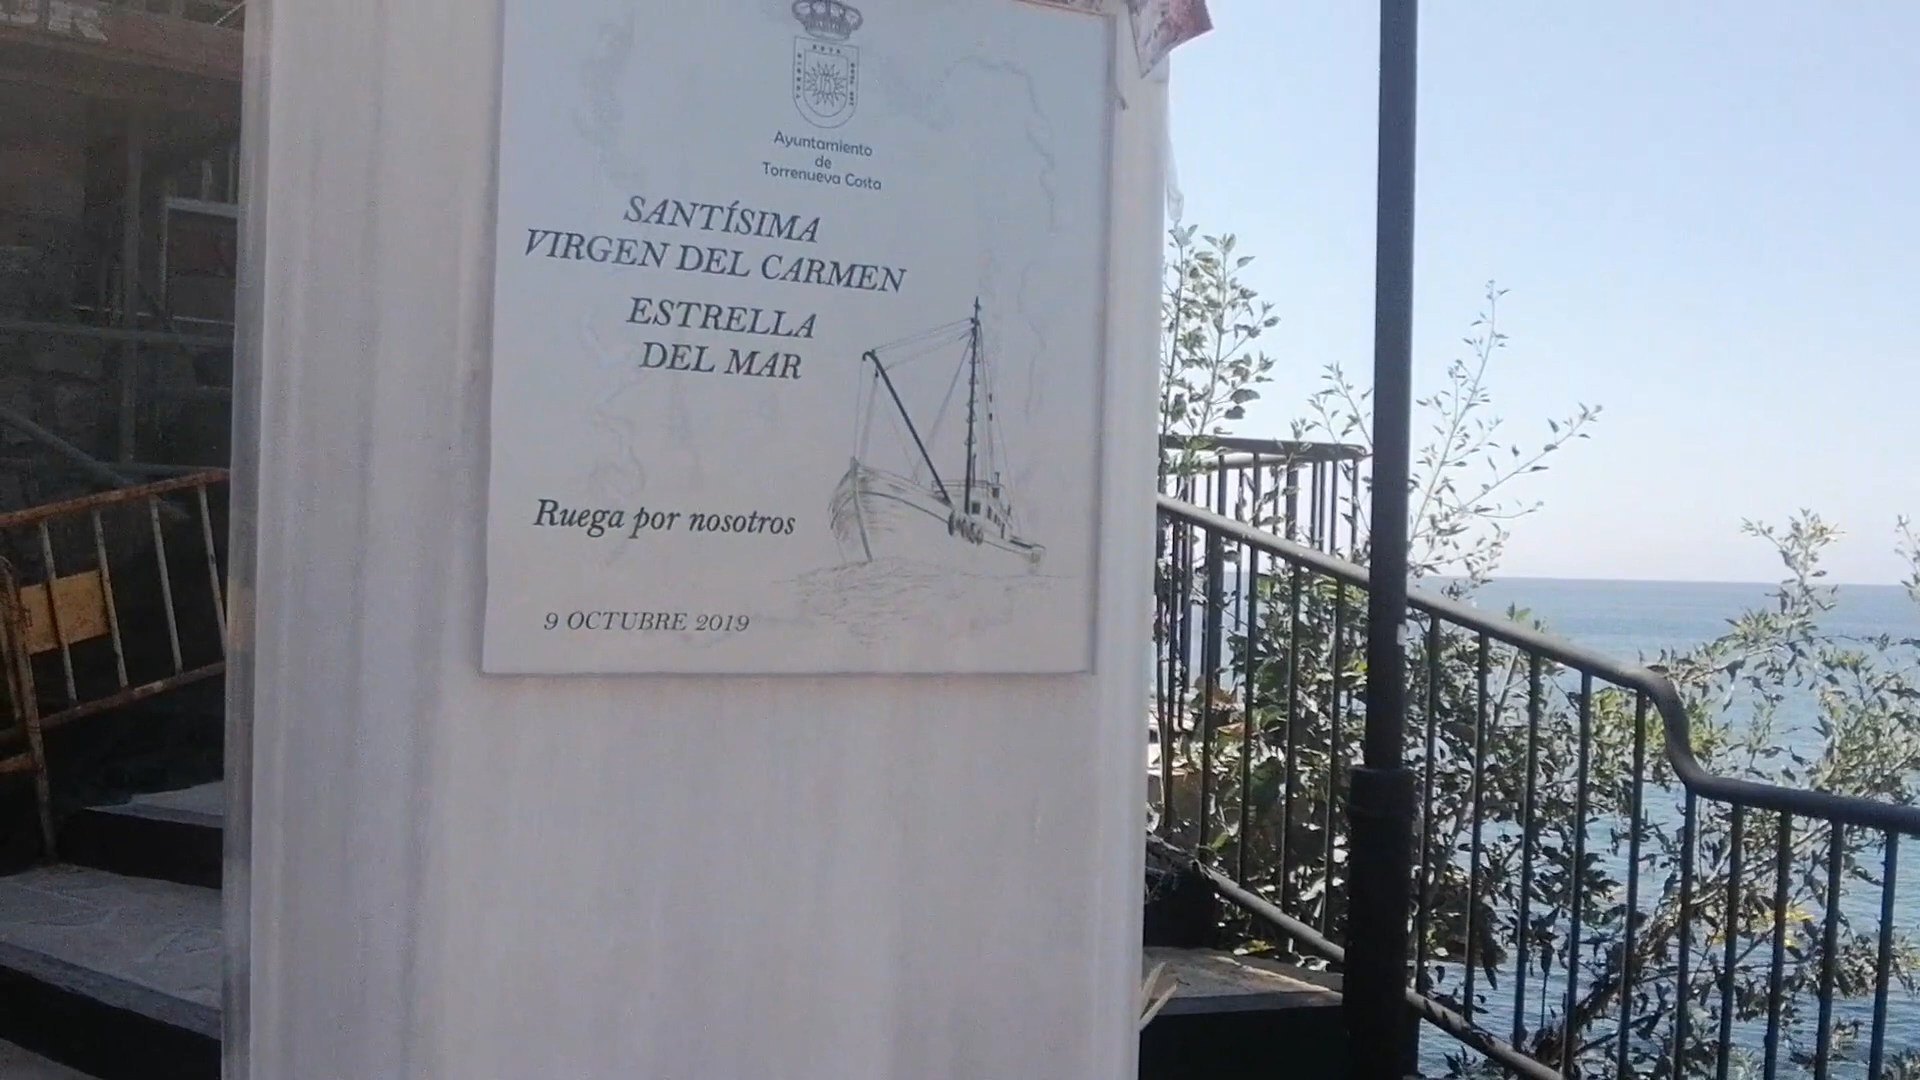 Ayuntamiento
de
Torrenueva Costa
SANTÍSIMA
VIRGEN DEL CARMEN
ESTRELLA
DEL MAR
Ruega por nosotros
9 OCTUBRE 2019